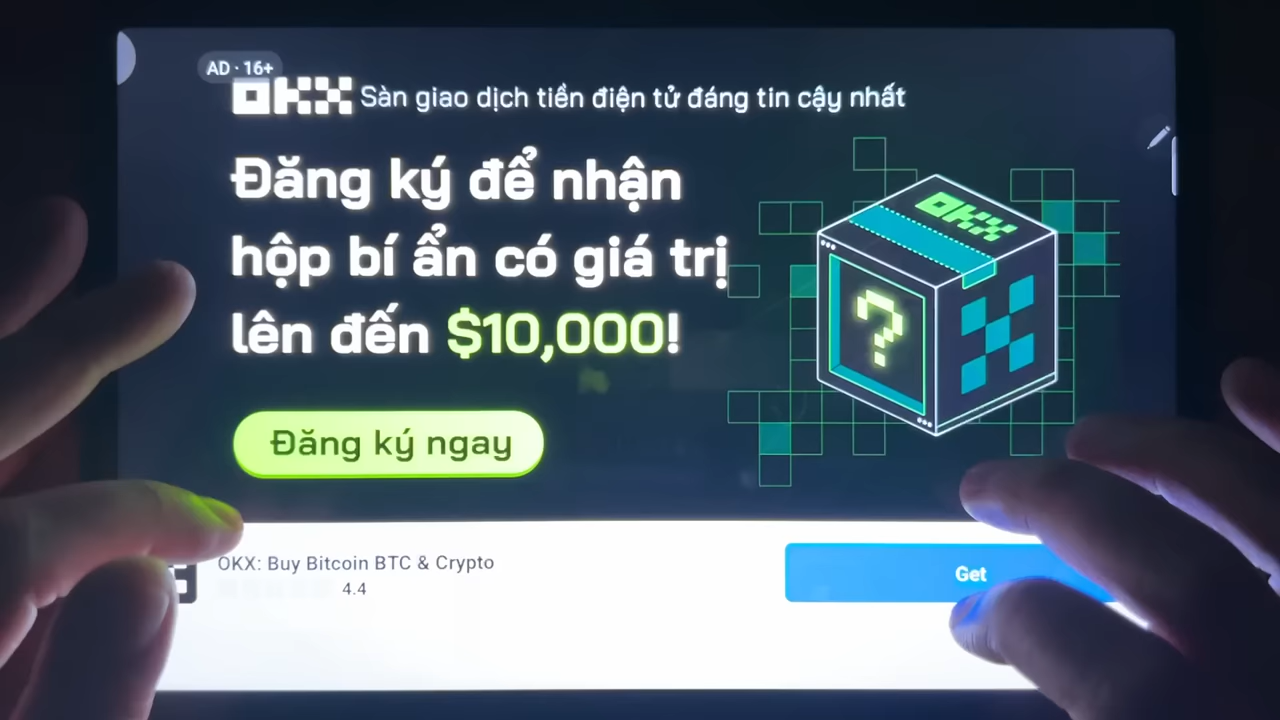 AD · 16+
OKX Sàn giao dịch tiền điện tử đáng tin cậy nhất
Đăng ký để nhận
hộp bí ẩn có giá trị
lên đến $10,000!
Đăng ký ngay
OKX
?
OKX: Buy Bitcoin BTC & Crypto
4.4
Get